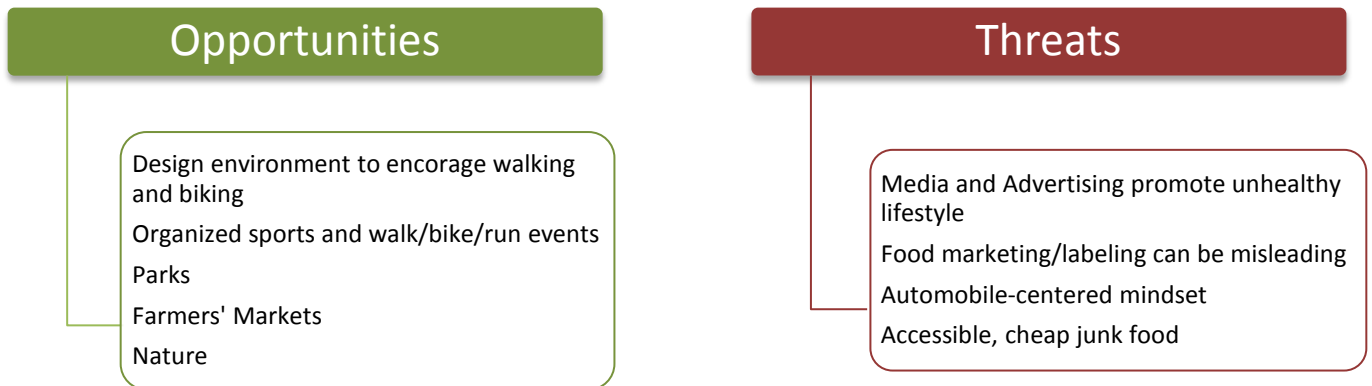 Opportunities
Design environment to encorage walking
and biking
Organized sports and walk/bike/run events
Parks
Farmers' Markets
Nature
Threats
Media and Advertising promote unhealthy
lifestyle
Food marketing/labeling can be misleading
Automobile-centered mindset
Accessible, cheap junk food